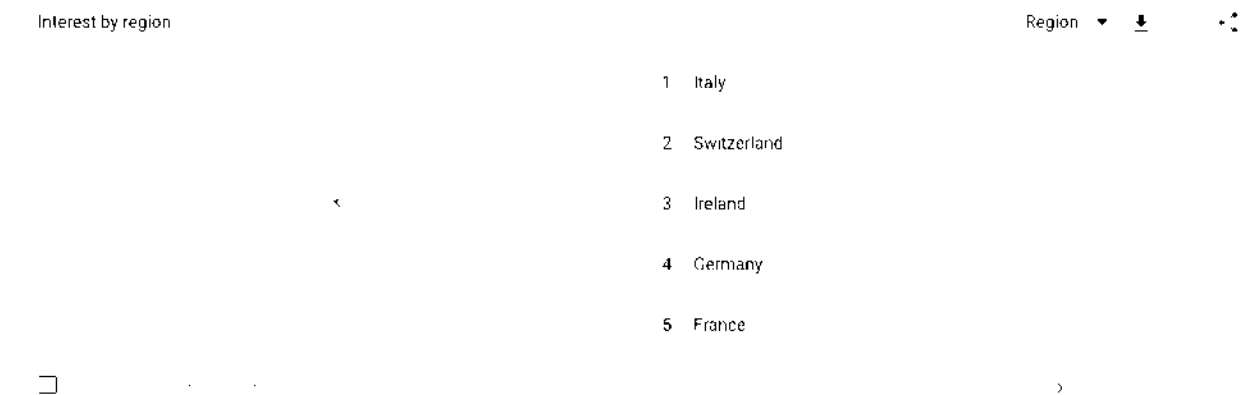 Interest by region
Region
1 Italy
2 Switzerland
3 Ireland
4 Germany
5 France